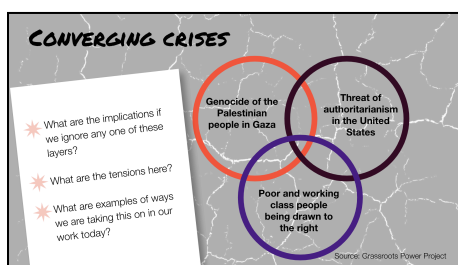 CONVERGING CRISES
What are the implications if
we ignore any one of these
layers?
What are the tensions here?
What are examples of ways
we are taking this on in our
work today?
Genocide of the
Palestinian
people in Gaza
Threat of
authoritarianism
in the United
States
Poor and working
class people
being drawn to
the right
Source: Grassroots Power Project